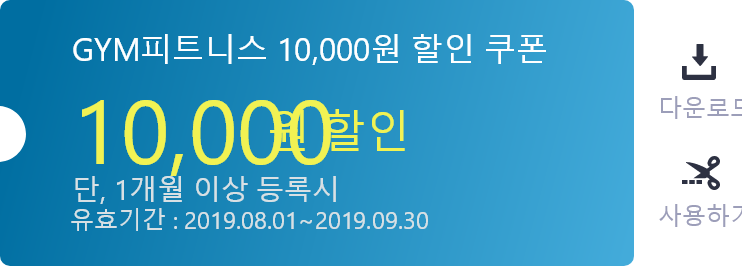 GYM피트니스 10,000원 할인 쿠폰
10,000원 할인
단, 1개월 이상 등록시
유효기간 : 2019.08.01~2019.09.30
다운로드
사용하기